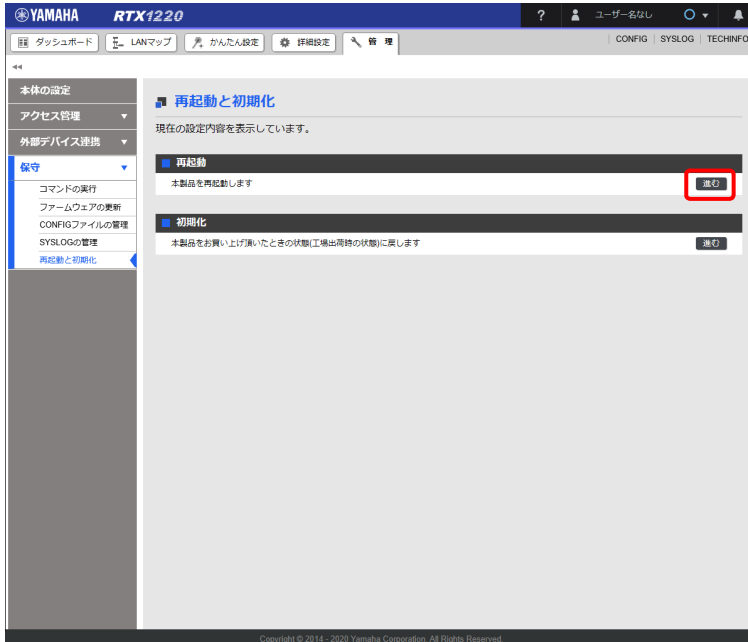 YAMAHA RTX1220 ? ユーザー名なし
ダッシュボード LANマップ かんたん設定 詳細設定 管 理 CONFIG | SYSLOG | TECHINFO
◂◂
本体の設定
アクセス管理 ▼
外部デバイス連携 ▼
保守 ▼
コマンドの実行
ファームウェアの更新
CONFIGファイルの管理
SYSLOGの管理
再起動と初期化
再起動と初期化
現在の設定内容を表示しています。
再起動
本製品を再起動します 進む
初期化
本製品をお買い上げ頂いたときの状態(工場出荷時の状態)に戻します 進む
Copyright © 2014 - 2020 Yamaha Corporation. All Rights Reserved.